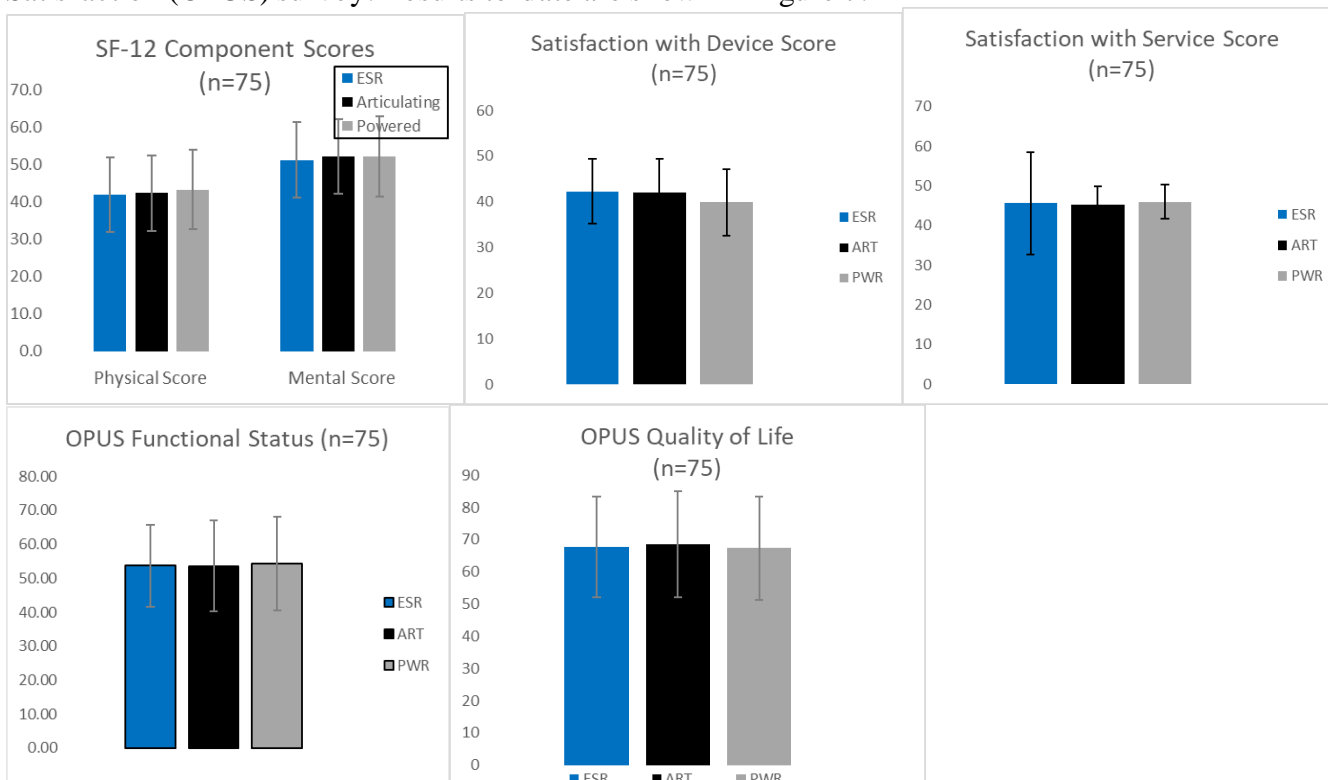 SF-12 Component Scores
(n=75)
ESR
Articulating
Powered
70.0
60.0
50.0
40.0
30.0
20.0
10.0
0.0
Physical Score Mental Score
Satisfaction with Device Score
(n=75)
60
50
40
30
20
10
0
ESR
ART
PWR
Satisfaction with Service Score
(n=75)
70
60
50
40
30
20
10
0
ESR
ART
PWR
OPUS Functional Status (n=75)
80.00
70.00
60.00
50.00
40.00
30.00
20.00
10.00
0.00
ESR
ART
PWR
OPUS Quality of Life
(n=75)
90
80
70
60
50
40
30
20
10
0
ESR ART PWR